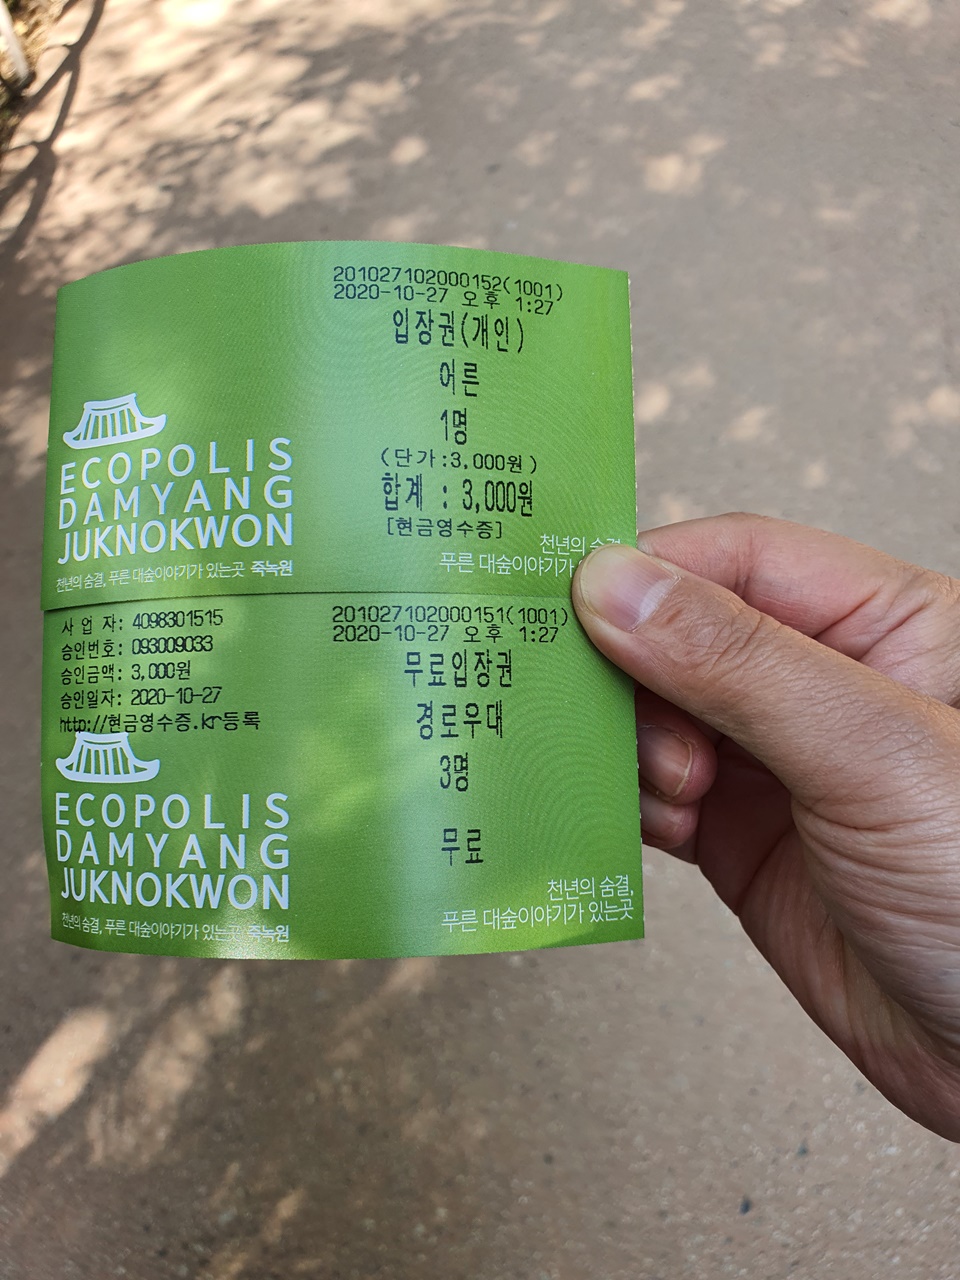 201027102000152(1001)
2020-10-27 오후 1:27
입장권(개인)
어른
1명
(단가:3,000원)
합계 : 3,000원
[현금영수증]
천년의 숨결,
푸른 대숲이야기가
ECOPOLIS
DAMYANG
JUKNOKWON
천년의 숨결, 푸른 대숲이야기가 있는곳 죽녹원
사 업 자: 4098301515
승인번호: 093009033
승인금액: 3,000원
승인일자: 2020-10-27
http://현금영수증.kr등록
ECOPOLIS
DAMYANG
JUKNOKWON
천년의 숨결, 푸른 대숲이야기가 있는곳 죽녹원
201027102000151(1001)
2020-10-27 오후 1:27
무료입장권
경로우대
3명
무료
천년의 숨결,
푸른 대숲이야기가 있는곳